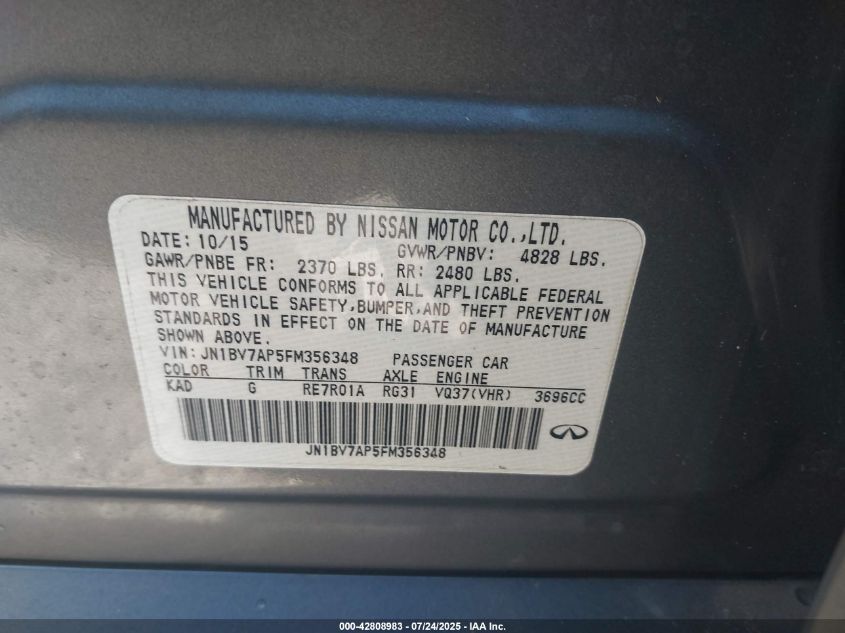 MANUFACTURED BY NISSAN MOTOR CO.,LTD.
DATE: 10/15 GVWR/PNBV: 4828 LBS.
GAWR/PNBE FR: 2370 LBS. RR: 2480 LBS.
THIS VEHICLE CONFORMS TO ALL APPLICABLE FEDERAL
MOTOR VEHICLE SAFETY,BUMPER,AND THEFT PREVENTION
STANDARDS IN EFFECT ON THE DATE OF MANUFACTURE
SHOWN ABOVE.
VIN: JN1BV7AP5FM356348 PASSENGER CAR
COLOR TRIM TRANS AXLE ENGINE
KAD G RE7R01A RG31 VQ37(VHR) 3696CC
JN1BV7AP5FM356348
000-42808983 / 07/24/2025 - IAA Inc.